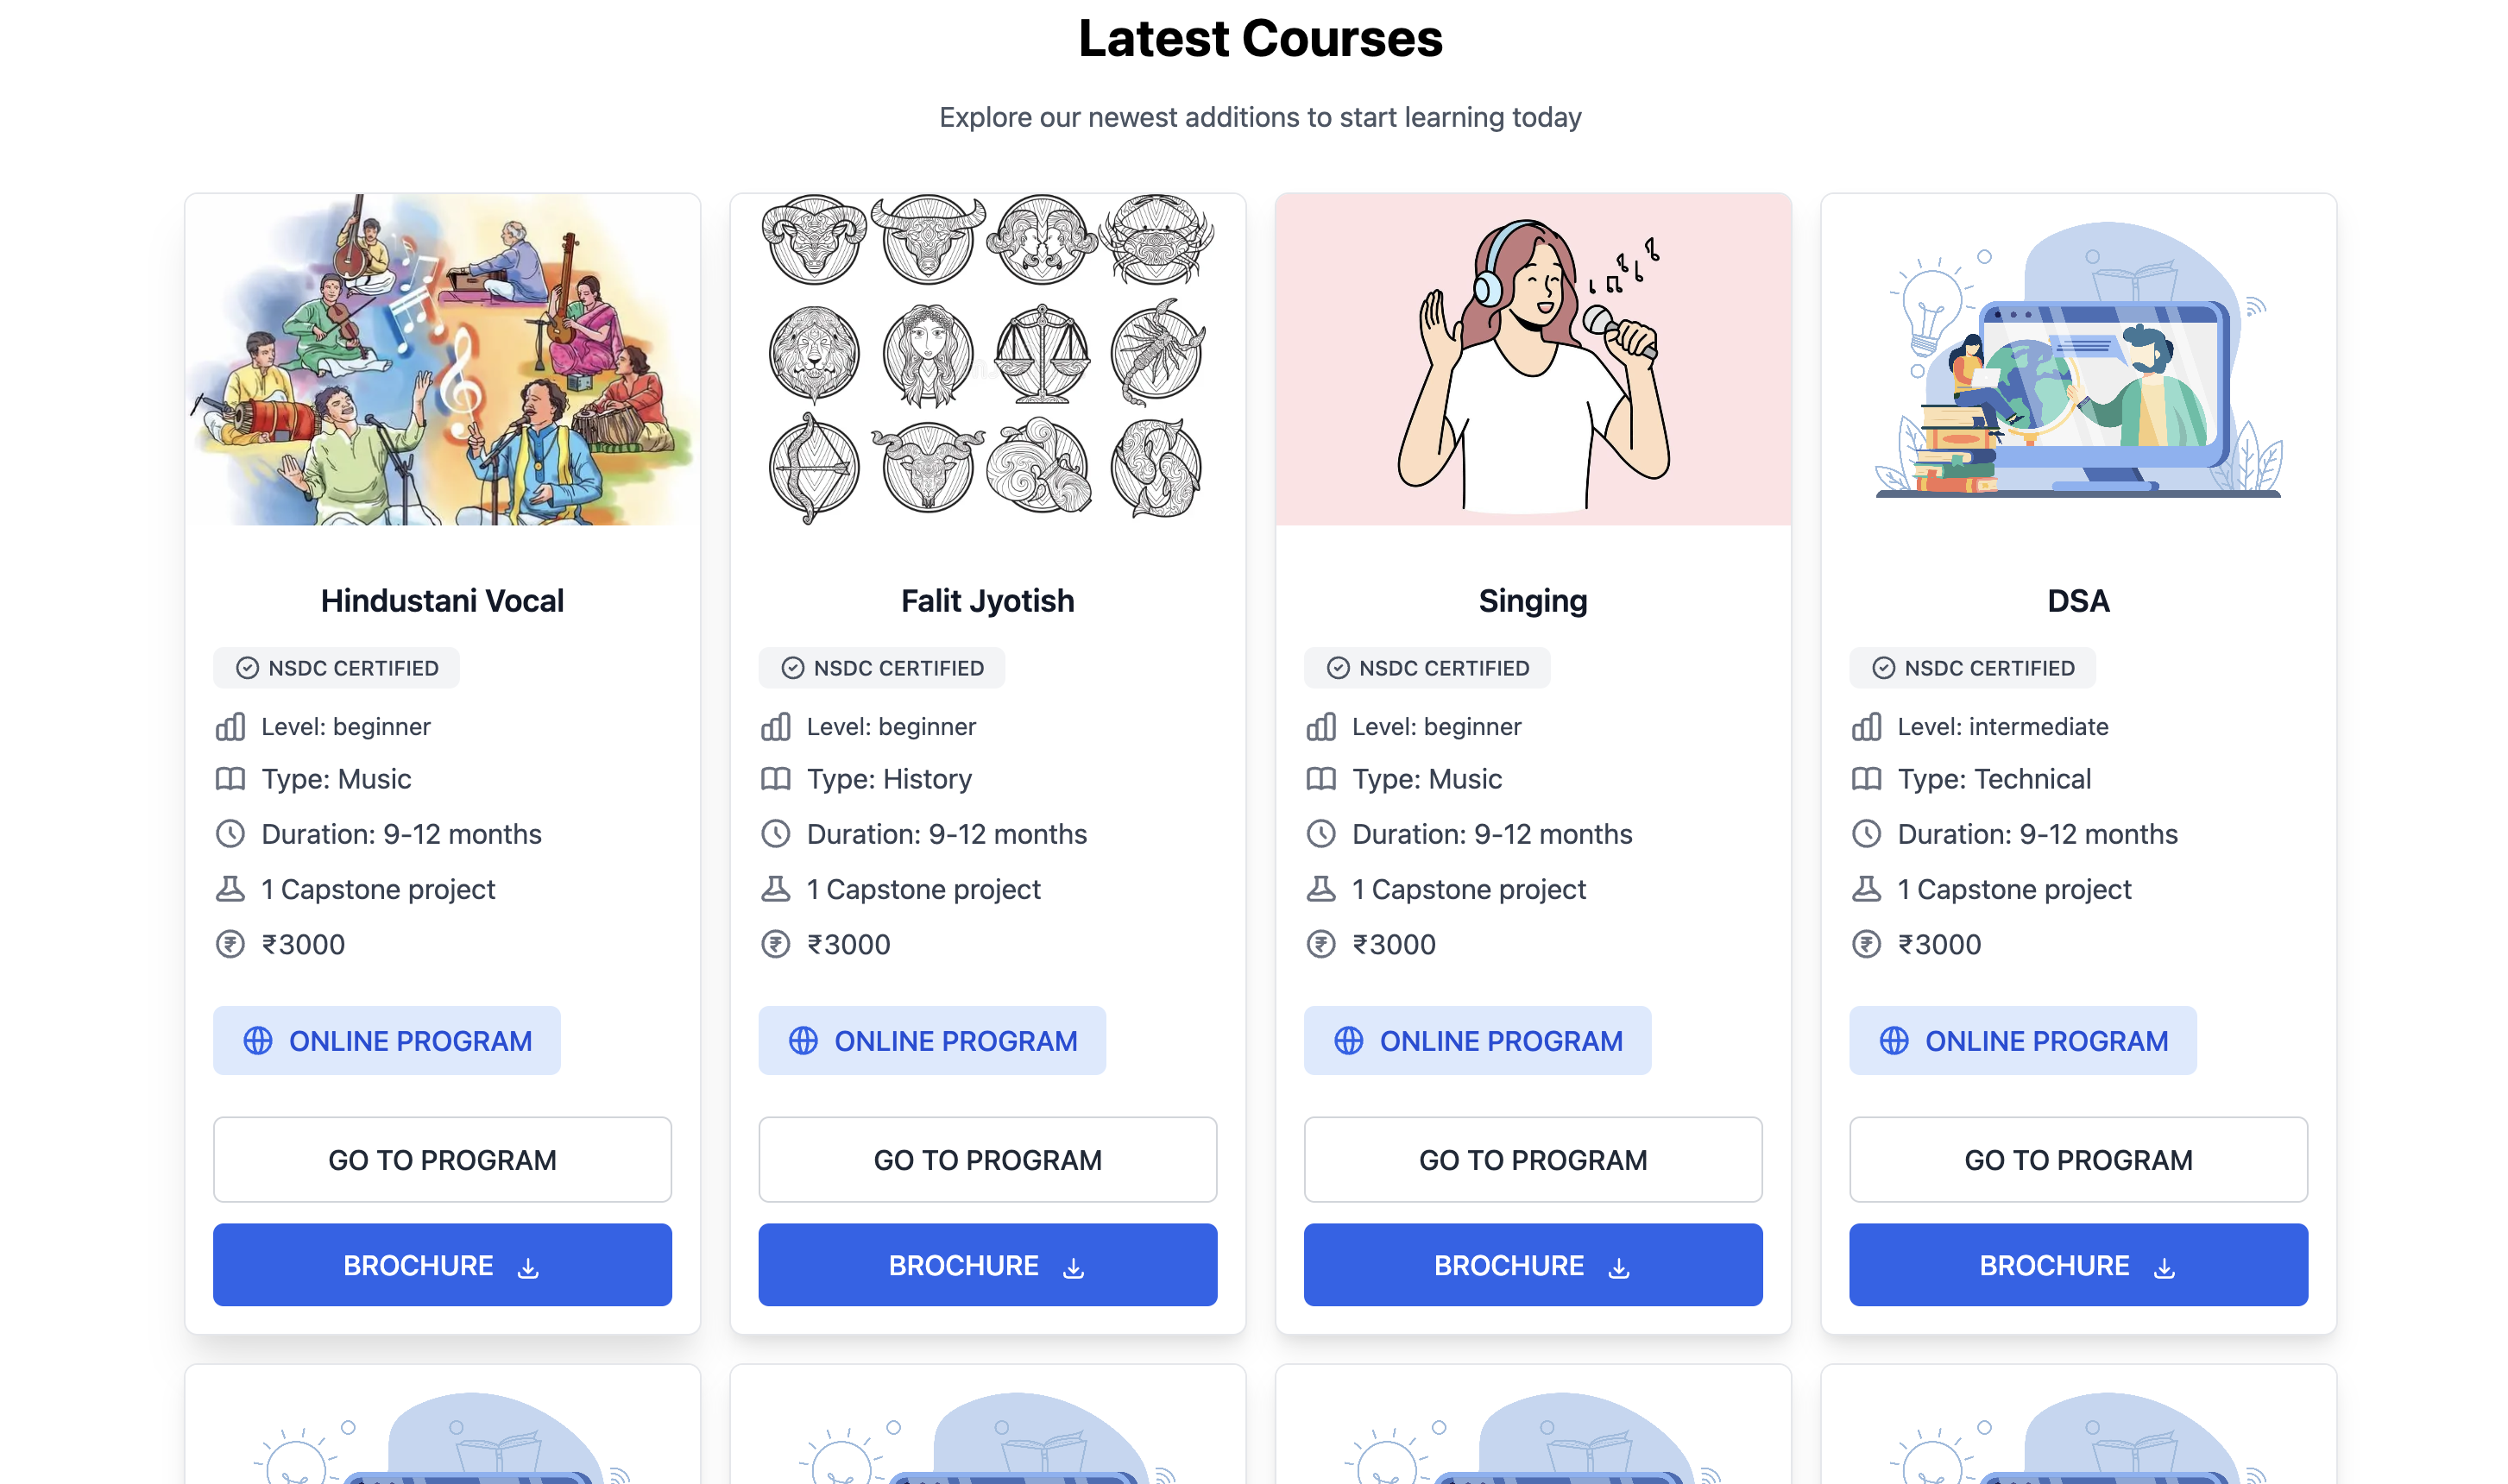 Latest Courses
Explore our newest additions to start learning today
Hindustani Vocal
NSDC CERTIFIED
Level: beginner
Type: Music
Duration: 9-12 months
1 Capstone project
₹3000
ONLINE PROGRAM
GO TO PROGRAM
BROCHURE
Falit Jyotish
NSDC CERTIFIED
Level: beginner
Type: History
Duration: 9-12 months
1 Capstone project
₹3000
ONLINE PROGRAM
GO TO PROGRAM
BROCHURE
Singing
NSDC CERTIFIED
Level: beginner
Type: Music
Duration: 9-12 months
1 Capstone project
₹3000
ONLINE PROGRAM
GO TO PROGRAM
BROCHURE
DSA
NSDC CERTIFIED
Level: intermediate
Type: Technical
Duration: 9-12 months
1 Capstone project
₹3000
ONLINE PROGRAM
GO TO PROGRAM
BROCHURE